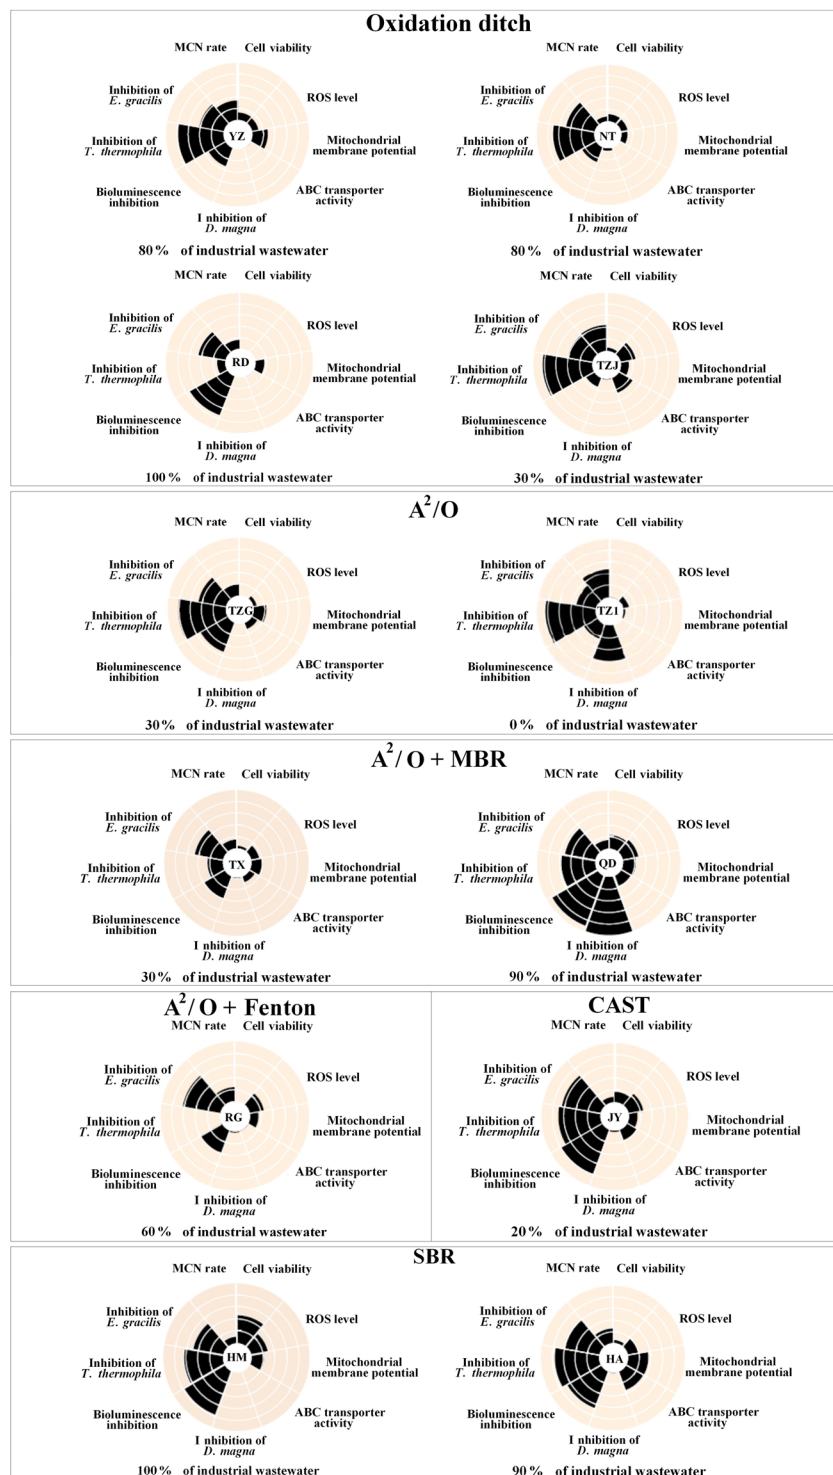 Oxidation ditch
MCN rate Cell viability
Inhibition of
E. gracilis
ROS level
Inhibition of
T. thermophila
YZ
Mitochondrial
membrane potential
Bioluminescence
inhibition
ABC transporter
activity
I nhibition of
D. magna
80 % of industrial wastewater
MCN rate Cell viability
Inhibition of
E. gracilis
ROS level
Inhibition of
T. thermophila
NT
Mitochondrial
membrane potential
Bioluminescence
inhibition
ABC transporter
activity
I nhibition of
D. magna
80 % of industrial wastewater
MCN rate Cell viability
Inhibition of
E. gracilis
ROS level
Inhibition of
T. thermophila
RD
Mitochondrial
membrane potential
Bioluminescence
inhibition
ABC transporter
activity
I nhibition of
D. magna
100 % of industrial wastewater
MCN rate Cell viability
Inhibition of
E. gracilis
ROS level
Inhibition of
T. thermophila
TZJ
Mitochondrial
membrane potential
Bioluminescence
inhibition
ABC transporter
activity
I nhibition of
D. magna
30 % of industrial wastewater
A²/O
MCN rate Cell viability
Inhibition of
E. gracilis
ROS level
Inhibition of
T. thermophila
TZG
Mitochondrial
membrane potential
Bioluminescence
inhibition
ABC transporter
activity
I nhibition of
D. magna
30 % of industrial wastewater
MCN rate Cell viability
Inhibition of
E. gracilis
ROS level
Inhibition of
T. thermophila
TZ1
Mitochondrial
membrane potential
Bioluminescence
inhibition
ABC transporter
activity
I nhibition of
D. magna
0 % of industrial wastewater
A²/ O + MBR
MCN rate Cell viability
Inhibition of
E. gracilis
ROS level
Inhibition of
T. thermophila
TX
Mitochondrial
membrane potential
Bioluminescence
inhibition
ABC transporter
activity
I nhibition of
D. magna
30 % of industrial wastewater
MCN rate Cell viability
Inhibition of
E. gracilis
ROS level
Inhibition of
T. thermophila
QD
Mitochondrial
membrane potential
Bioluminescence
inhibition
ABC transporter
activity
I nhibition of
D. magna
90 % of industrial wastewater
A²/ O + Fenton
MCN rate Cell viability
Inhibition of
E. gracilis
ROS level
Inhibition of
T. thermophila
RG
Mitochondrial
membrane potential
Bioluminescence
inhibition
ABC transporter
activity
I nhibition of
D. magna
60 % of industrial wastewater
CAST
MCN rate Cell viability
Inhibition of
E. gracilis
ROS level
Inhibition of
T. thermophila
JY
Mitochondrial
membrane potential
Bioluminescence
inhibition
ABC transporter
activity
I nhibition of
D. magna
20 % of industrial wastewater
SBR
MCN rate Cell viability
Inhibition of
E. gracilis
ROS level
Inhibition of
T. thermophila
HM
Mitochondrial
membrane potential
Bioluminescence
inhibition
ABC transporter
activity
I nhibition of
D. magna
100 % of industrial wastewater
MCN rate Cell viability
Inhibition of
E. gracilis
ROS level
Inhibition of
T. thermophila
HA
Mitochondrial
membrane potential
Bioluminescence
inhibition
ABC transporter
activity
I nhibition of
D. magna
90 % of industrial wastewater